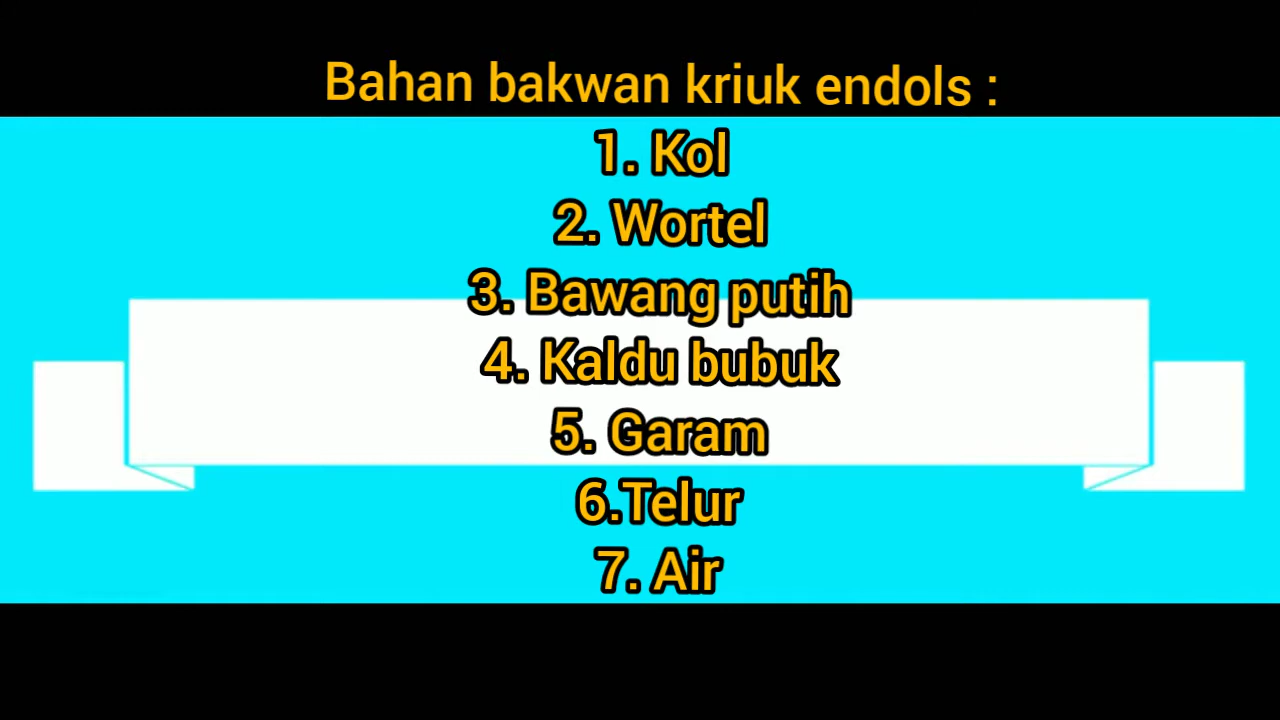 Bahan bakwan kriuk endols :
1. Kol
2. Wortel
3. Bawang putih
4. Kaldu bubuk
5. Garam
6.Telur
7. Air